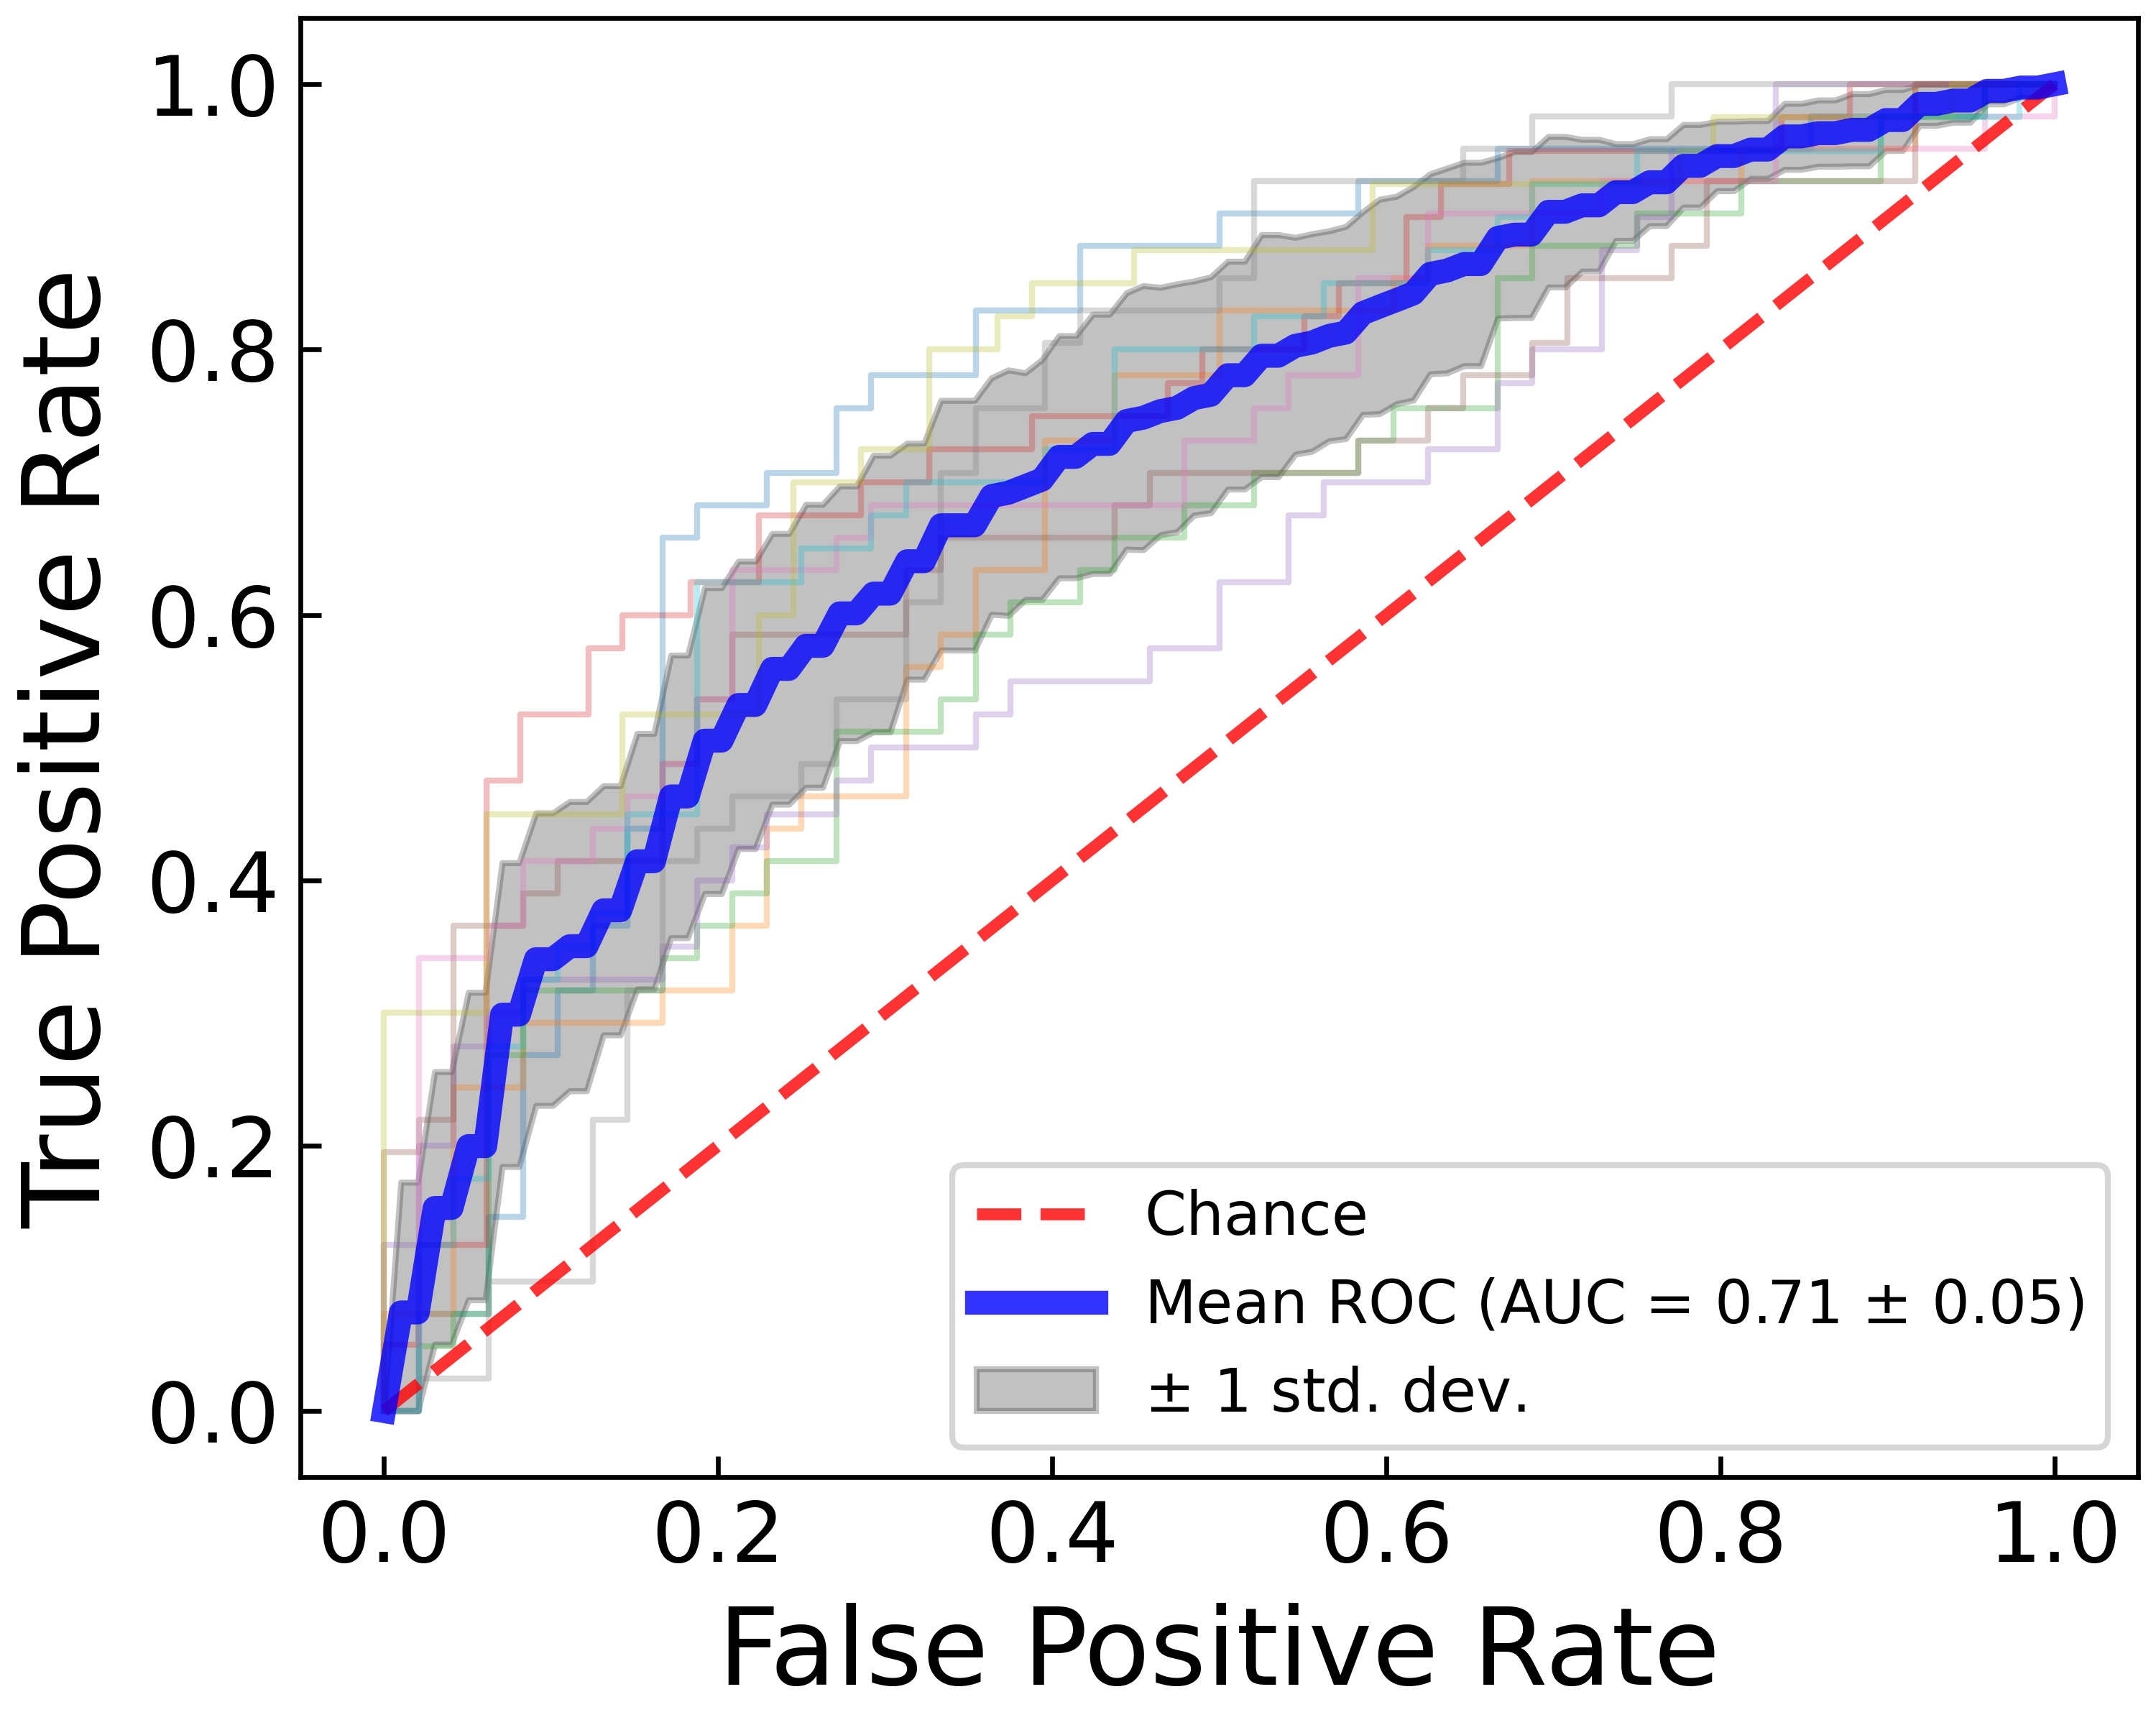 True Positive Rate
1.0
0.8
0.6
0.4
0.2
0.0
Chance
Mean ROC (AUC = 0.71 ± 0.05)
± 1 std. dev.
0.0 0.2 0.4 0.6 0.8 1.0
False Positive Rate